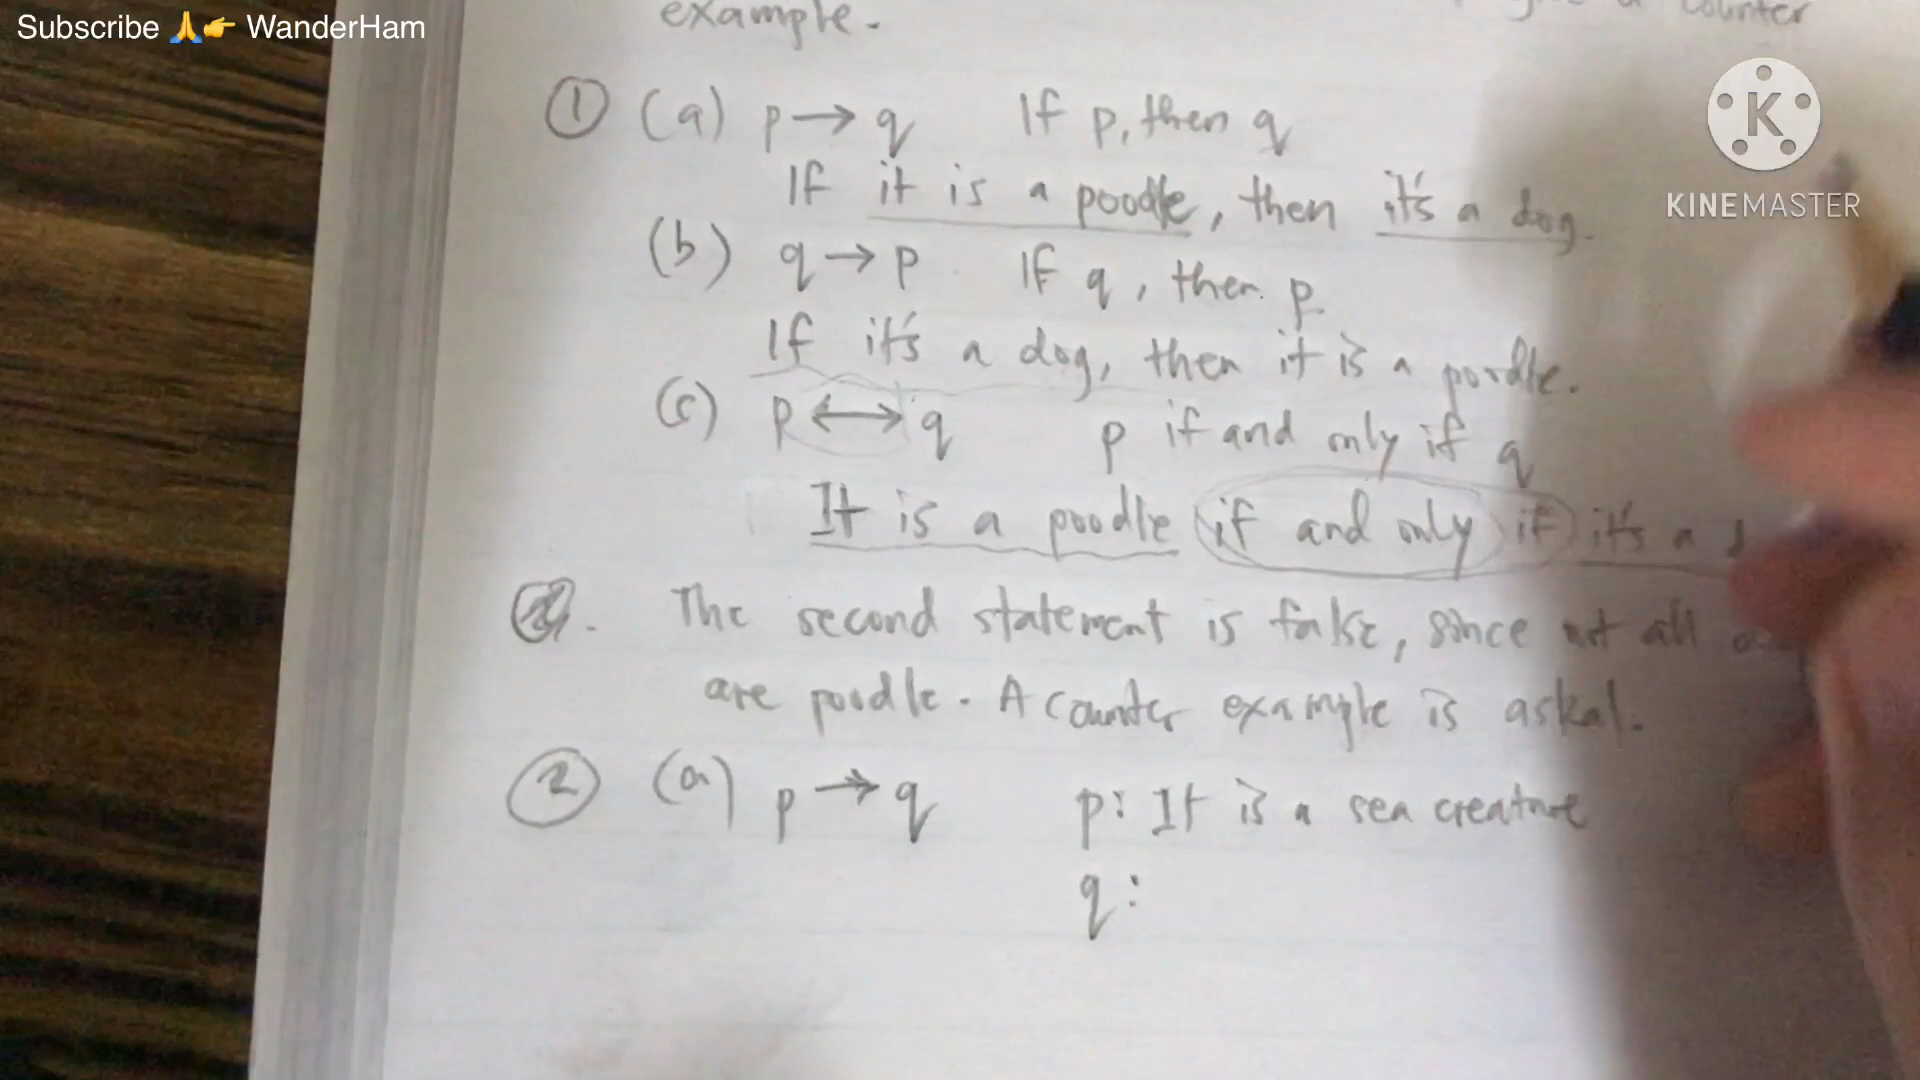 Subscribe 🙏👉 WanderHam
example. counter
① (a) p → q If p, then q
If it is a poodle, then it's a dog.
(b) q → p If q, then p
If it's a dog, then it is a poodle.
(c) p ↔ q p if and only if q
It is a poodle if and only if it's a
The second statement is false, since not all
are poodle. A counter example is askal.
② (a) p → q p: It is a sea creature
q:
K
KINEMASTER